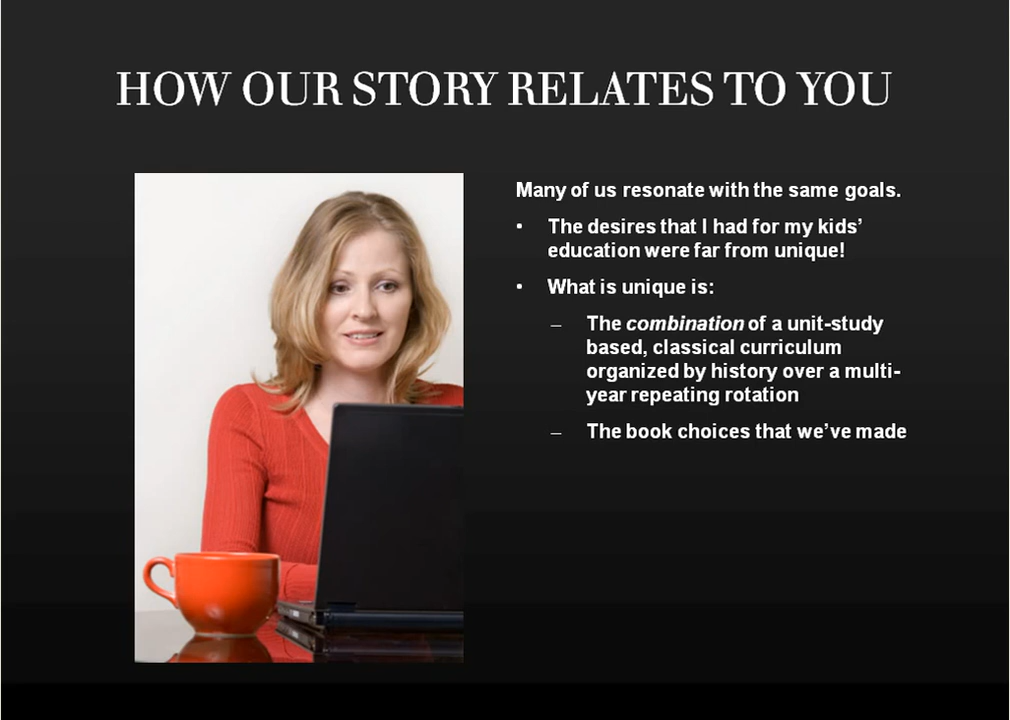 HOW OUR STORY RELATES TO YOU
Many of us resonate with the same goals.
• The desires that I had for my kids’
education were far from unique!
• What is unique is:
– The combination of a unit-study
based, classical curriculum
organized by history over a multi-
year repeating rotation
– The book choices that we’ve made